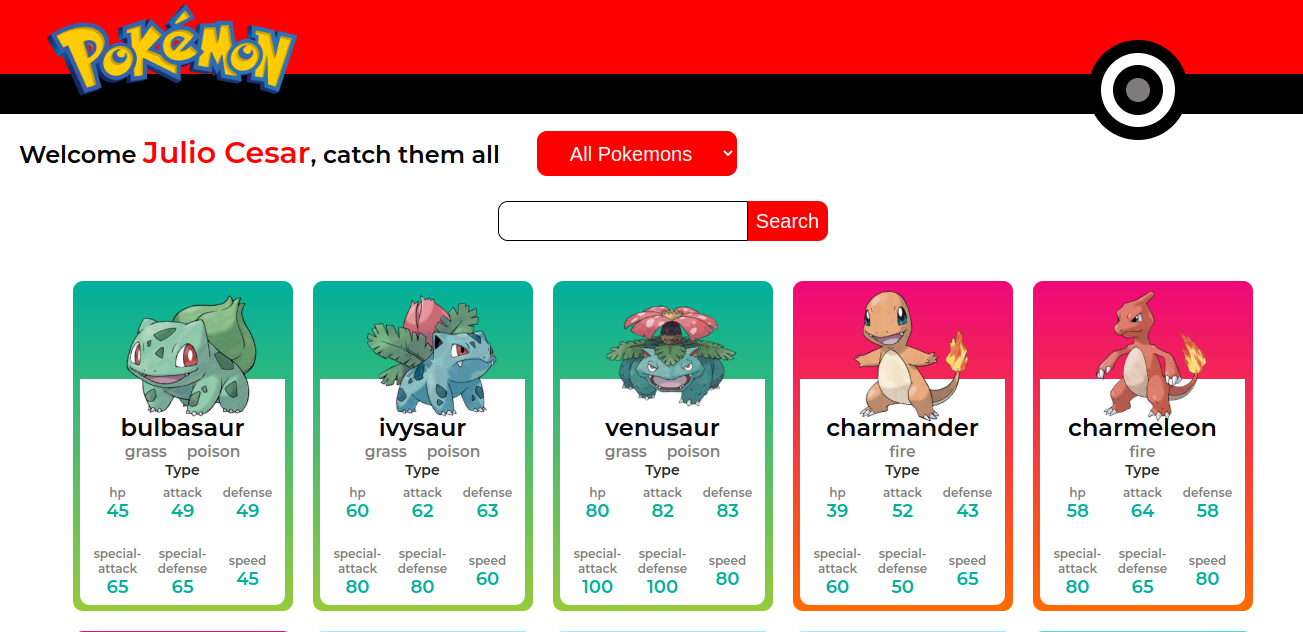 POKéMON
Welcome Julio Cesar, catch them all
All Pokemons
Search
bulbasaur
grass poison
Type
hp attack defense
45 49 49
special-attack special-defense speed
65 65 45
ivysaur
grass poison
Type
hp attack defense
60 62 63
special-attack special-defense speed
80 80 60
venusaur
grass poison
Type
hp attack defense
80 82 83
special-attack special-defense speed
100 100 80
charmander
fire
Type
hp attack defense
39 52 43
special-attack special-defense speed
60 50 65
charmeleon
fire
Type
hp attack defense
58 64 58
special-attack special-defense speed
80 65 80